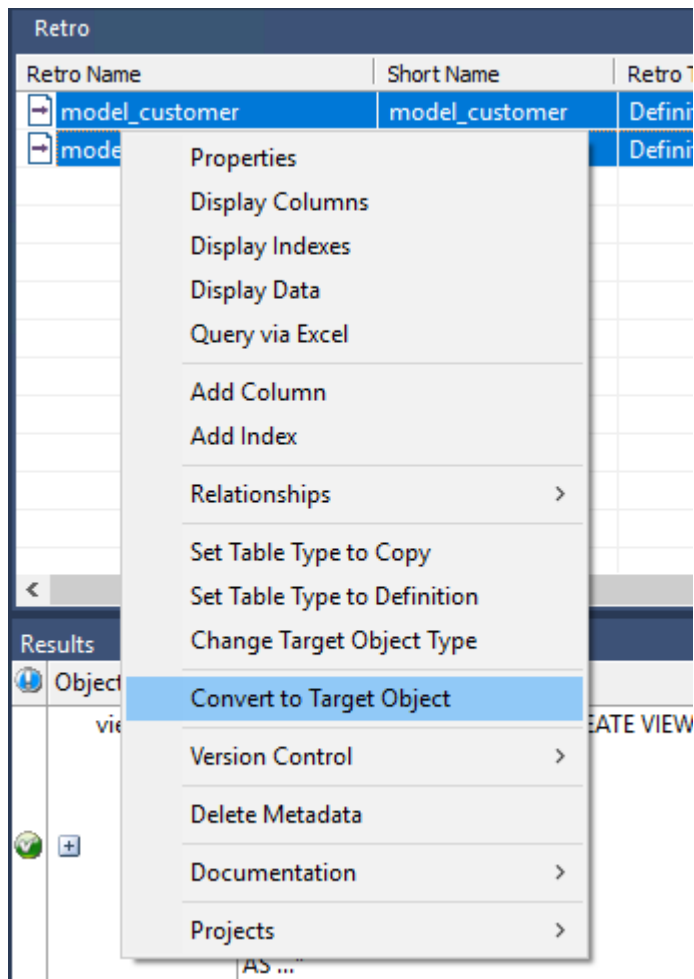 Retro
Retro Name Short Name Retro T
model_customer model_customer Defini
mode Defini
Properties
Display Columns
Display Indexes
Display Data
Query via Excel
Add Column
Add Index
Relationships
Set Table Type to Copy
Set Table Type to Definition
Change Target Object Type
Results
Object
Convert to Target Object
vie EATE VIEW
Version Control
Delete Metadata
Documentation
Projects
AS ..."